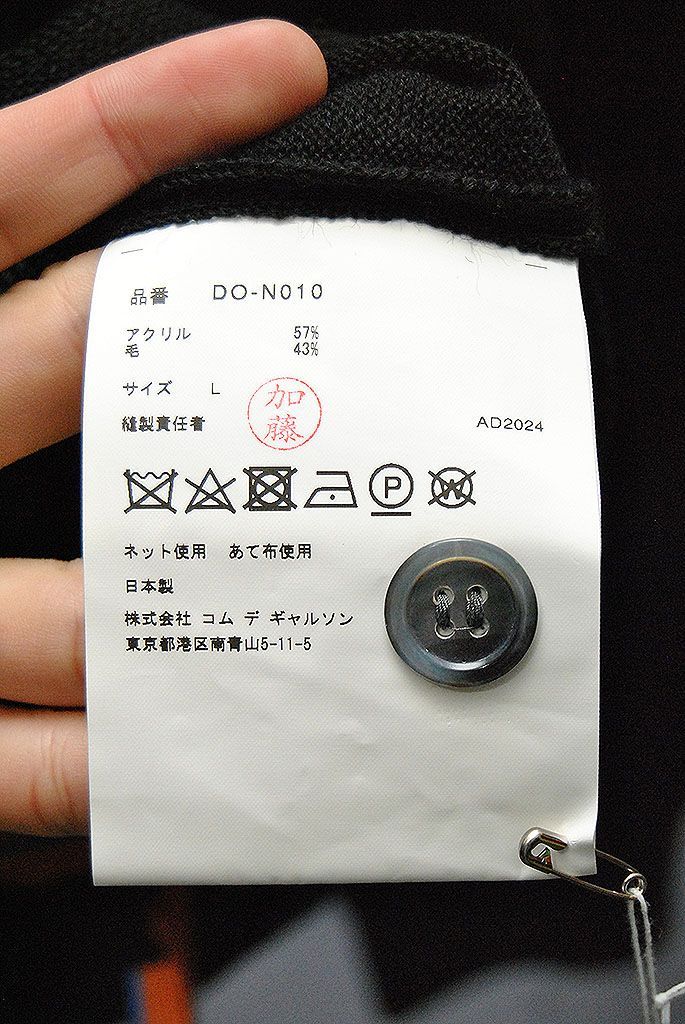 品番 DO-N010
アクリル 57%
毛 43%
サイズ L
加藤
縫製責任者
AD2024
P
W
ネット使用 あて布使用
日本製
株式会社 コム デ ギャルソン
東京都港区南青山5-11-5